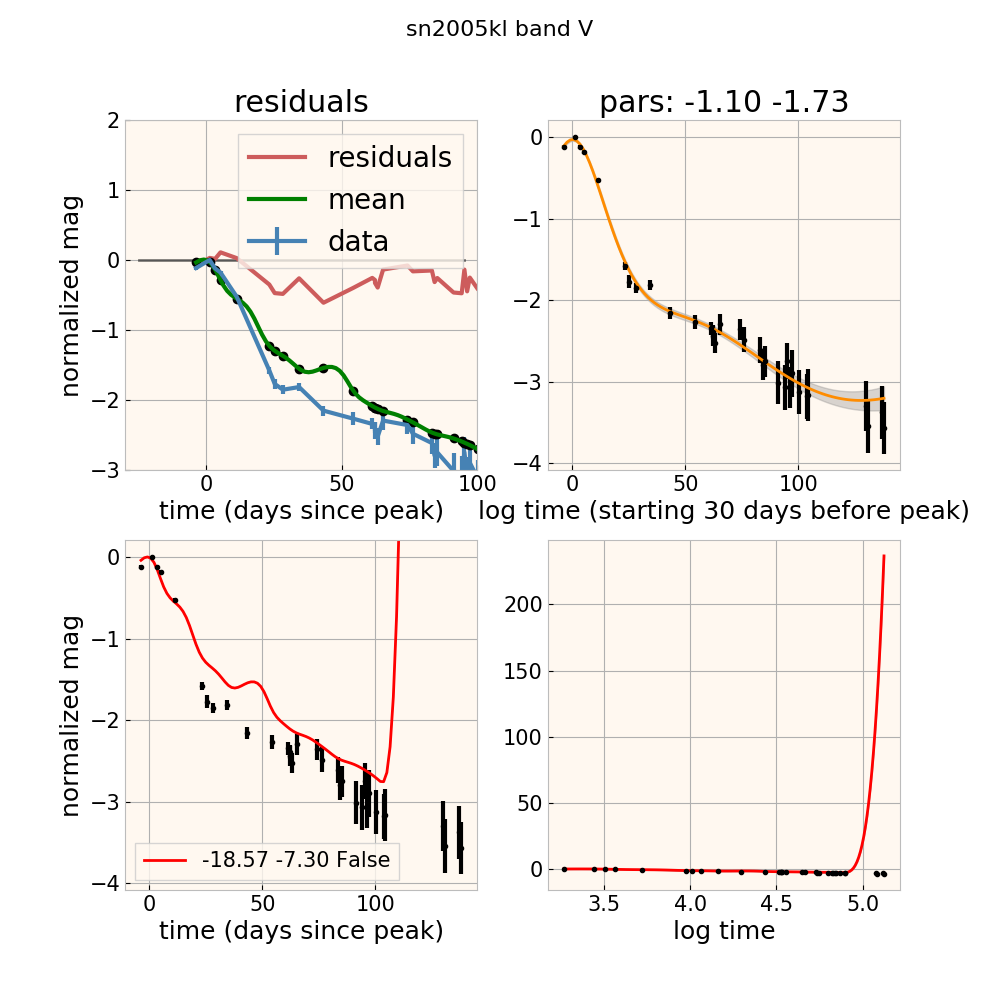 sn2005kl band V
residuals
pars: -1.10 -1.73
2
1
0
−1
−2
−3
normalized mag
residuals
mean
data
0
50
100
time (days since peak)
0
−1
−2
−3
−4
0
50
100
log time (starting 30 days before peak)
0
−1
−2
−3
−4
normalized mag
-18.57 -7.30 False
0
50
100
time (days since peak)
200
150
100
50
0
3.5
4.0
4.5
5.0
log time